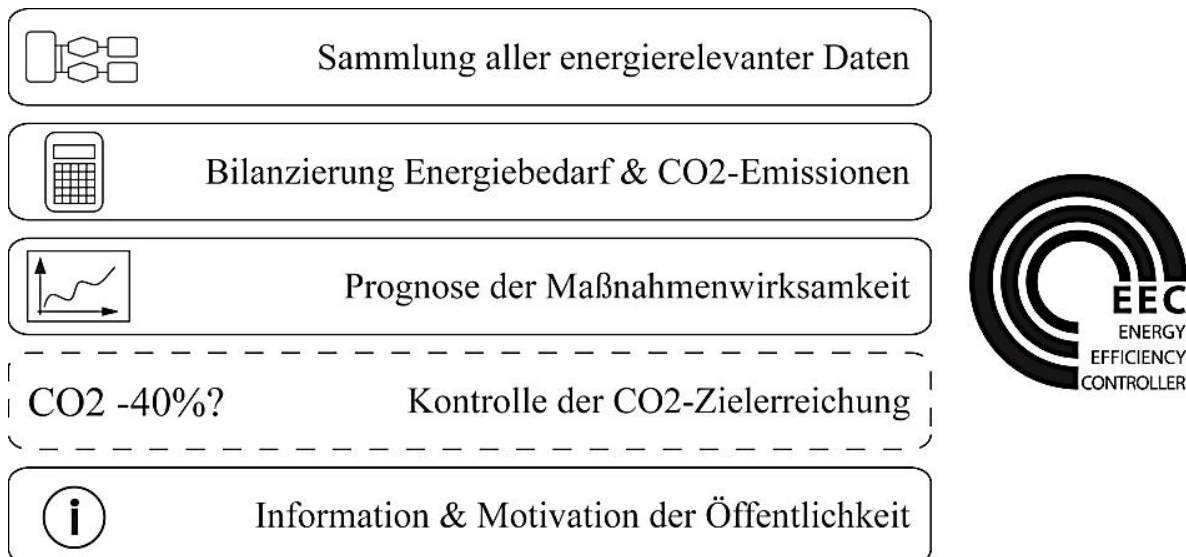 Sammlung aller energierelevanter Daten
Bilanzierung Energiebedarf & CO2-Emissionen
Prognose der Maßnahmenwirksamkeit
CO2 -40%? Kontrolle der CO2-Zielerreichung
i Information & Motivation der Öffentlichkeit
EEC
ENERGY
EFFICIENCY
CONTROLLER